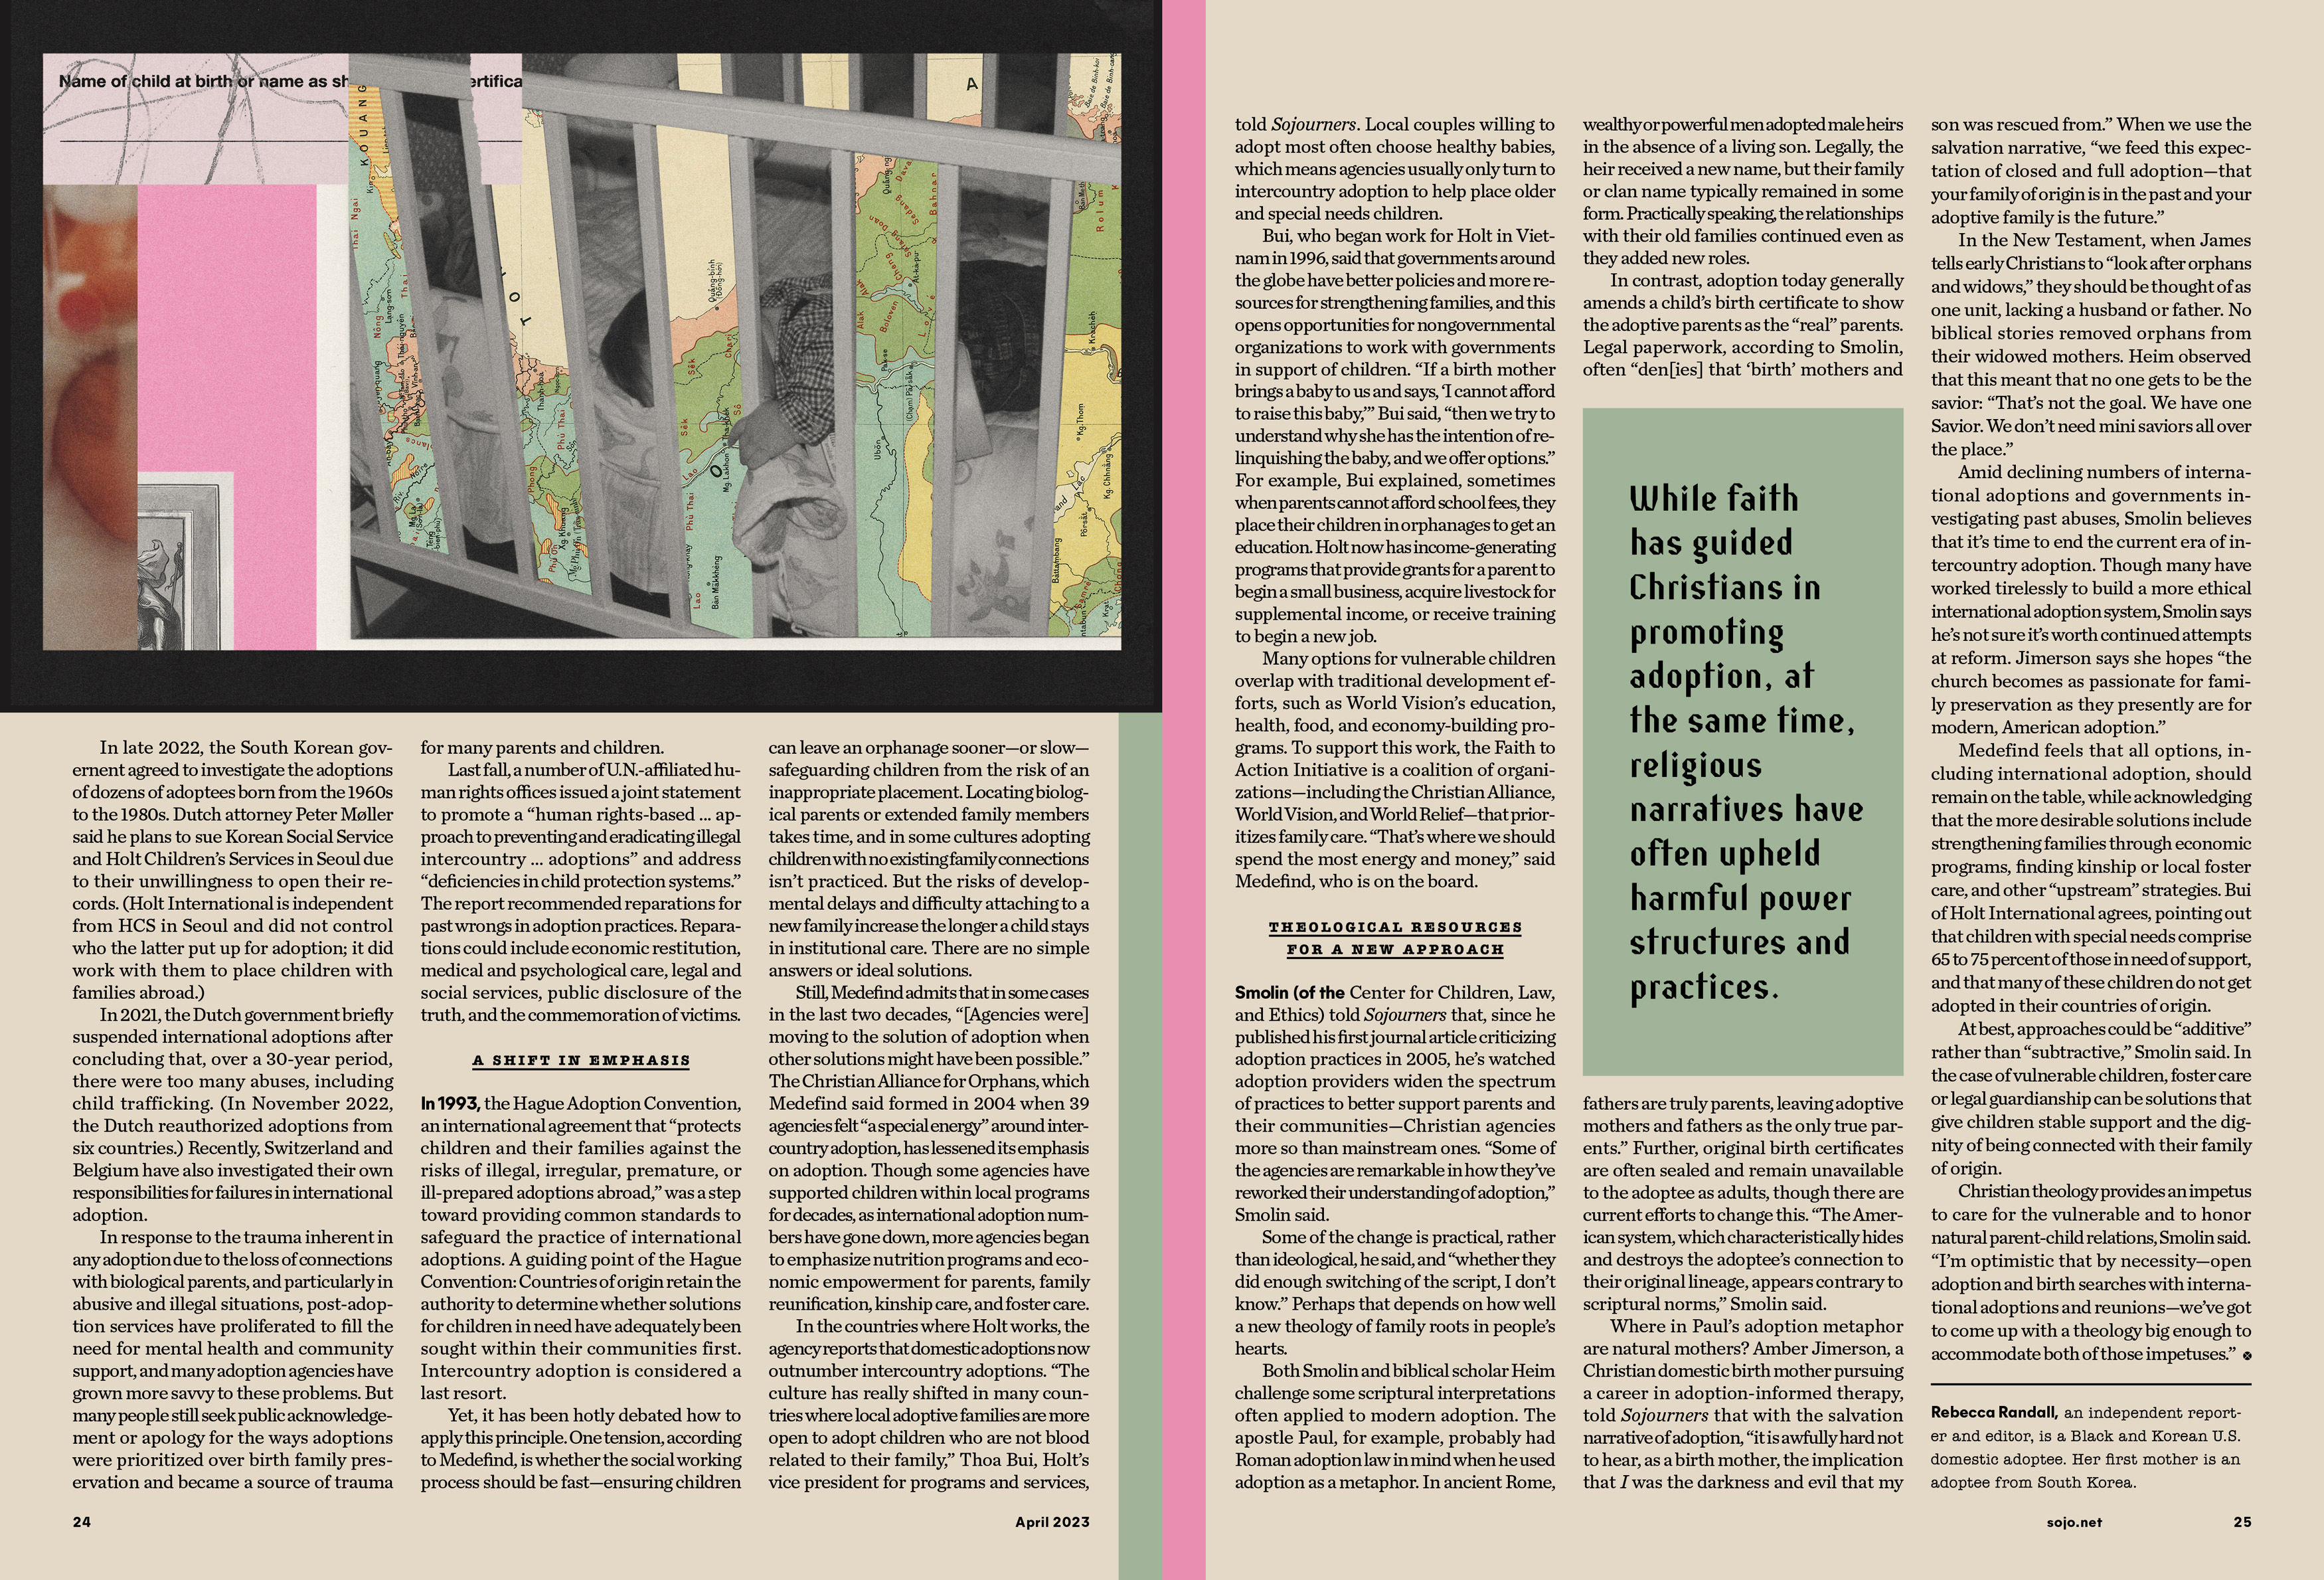 Name of child at birth or name as sh
ertifica
KOUANG
A
In late 2022, the South Korean gov-
ernent agreed to investigate the adoptions
of dozens of adoptees born from the 1960s
to the 1980s. Dutch attorney Peter Møller
said he plans to sue Korean Social Service
and Holt Children’s Services in Seoul due
to their unwillingness to open their re-
cords. (Holt International is independent
from HCS in Seoul and did not control
who the latter put up for adoption; it did
work with them to place children with
families abroad.)
In 2021, the Dutch government briefly
suspended international adoptions after
concluding that, over a 30-year period,
there were too many abuses, including
child trafficking. (In November 2022,
the Dutch reauthorized adoptions from
six countries.) Recently, Switzerland and
Belgium have also investigated their own
responsibilities for failures in international
adoption.
In response to the trauma inherent in
any adoption due to the loss of connections
with biological parents, and particularly in
abusive and illegal situations, post-adop-
tion services have proliferated to fill the
need for mental health and community
support, and many adoption agencies have
grown more savvy to these problems. But
many people still seek public acknowledge-
ment or apology for the ways adoptions
were prioritized over birth family pres-
ervation and became a source of trauma
for many parents and children.
Last fall, a number of U.N.-affiliated hu-
man rights offices issued a joint statement
to promote a “human rights-based ... ap-
proach to preventing and eradicating illegal
intercountry ... adoptions” and address
“deficiencies in child protection systems.”
The report recommended reparations for
past wrongs in adoption practices. Repara-
tions could include economic restitution,
medical and psychological care, legal and
social services, public disclosure of the
truth, and the commemoration of victims.
A SHIFT IN EMPHASIS
In 1993, the Hague Adoption Convention,
an international agreement that “protects
children and their families against the
risks of illegal, irregular, premature, or
ill-prepared adoptions abroad,” was a step
toward providing common standards to
safeguard the practice of international
adoptions. A guiding point of the Hague
Convention: Countries of origin retain the
authority to determine whether solutions
for children in need have adequately been
sought within their communities first.
Intercountry adoption is considered a
last resort.
Yet, it has been hotly debated how to
apply this principle. One tension, according
to Medefind, is whether the social working
process should be fast—ensuring children
can leave an orphanage sooner—or slow—
safeguarding children from the risk of an
inappropriate placement. Locating biolog-
ical parents or extended family members
takes time, and in some cultures adopting
children with no existing family connections
isn’t practiced. But the risks of develop-
mental delays and difficulty attaching to a
new family increase the longer a child stays
in institutional care. There are no simple
answers or ideal solutions.
Still, Medefind admits that in some cases
in the last two decades, “[Agencies were]
moving to the solution of adoption when
other solutions might have been possible.”
The Christian Alliance for Orphans, which
Medefind said formed in 2004 when 39
agencies felt “a special energy” around inter-
country adoption, has lessened its emphasis
on adoption. Though some agencies have
supported children within local programs
for decades, as international adoption num-
bers have gone down, more agencies began
to emphasize nutrition programs and eco-
nomic empowerment for parents, family
reunification, kinship care, and foster care.
In the countries where Holt works, the
agency reports that domestic adoptions now
outnumber intercountry adoptions. “The
culture has really shifted in many coun-
tries where local adoptive families are more
open to adopt children who are not blood
related to their family,” Thoa Bui, Holt’s
vice president for programs and services,
24
April 2023
told Sojourners. Local couples willing to
adopt most often choose healthy babies,
which means agencies usually only turn to
intercountry adoption to help place older
and special needs children.
Bui, who began work for Holt in Viet-
nam in 1996, said that governments around
the globe have better policies and more re-
sources for strengthening families, and this
opens opportunities for nongovernmental
organizations to work with governments
in support of children. “If a birth mother
brings a baby to us and says, ‘I cannot afford
to raise this baby,’” Bui said, “then we try to
understand why she has the intention of re-
linquishing the baby, and we offer options.”
For example, Bui explained, sometimes
when parents cannot afford school fees, they
place their children in orphanages to get an
education. Holt now has income-generating
programs that provide grants for a parent to
begin a small business, acquire livestock for
supplemental income, or receive training
to begin a new job.
Many options for vulnerable children
overlap with traditional development ef-
forts, such as World Vision’s education,
health, food, and economy-building pro-
grams. To support this work, the Faith to
Action Initiative is a coalition of organi-
zations—including the Christian Alliance,
World Vision, and World Relief—that prior-
itizes family care. “That’s where we should
spend the most energy and money,” said
Medefind, who is on the board.
THEOLOGICAL RESOURCES
FOR A NEW APPROACH
Smolin (of the Center for Children, Law,
and Ethics) told Sojourners that, since he
published his first journal article criticizing
adoption practices in 2005, he’s watched
adoption providers widen the spectrum
of practices to better support parents and
their communities—Christian agencies
more so than mainstream ones. “Some of
the agencies are remarkable in how they’ve
reworked their understanding of adoption,”
Smolin said.
Some of the change is practical, rather
than ideological, he said, and “whether they
did enough switching of the script, I don’t
know.” Perhaps that depends on how well
a new theology of family roots in people’s
hearts.
Both Smolin and biblical scholar Heim
challenge some scriptural interpretations
often applied to modern adoption. The
apostle Paul, for example, probably had
Roman adoption law in mind when he used
adoption as a metaphor. In ancient Rome,
wealthy or powerful men adopted male heirs
in the absence of a living son. Legally, the
heir received a new name, but their family
or clan name typically remained in some
form. Practically speaking, the relationships
with their old families continued even as
they added new roles.
In contrast, adoption today generally
amends a child’s birth certificate to show
the adoptive parents as the “real” parents.
Legal paperwork, according to Smolin,
often “den[ies] that ‘birth’ mothers and
While faith
has guided
Christians in
promoting
adoption, at
the same time,
religious
narratives have
often upheld
harmful power
structures and
practices.
fathers are truly parents, leaving adoptive
mothers and fathers as the only true par-
ents.” Further, original birth certificates
are often sealed and remain unavailable
to the adoptee as adults, though there are
current efforts to change this. “The Amer-
ican system, which characteristically hides
and destroys the adoptee’s connection to
their original lineage, appears contrary to
scriptural norms,” Smolin said.
Where in Paul’s adoption metaphor
are natural mothers? Amber Jimerson, a
Christian domestic birth mother pursuing
a career in adoption-informed therapy,
told Sojourners that with the salvation
narrative of adoption, “it is awfully hard not
to hear, as a birth mother, the implication
that I was the darkness and evil that my
son was rescued from.” When we use the
salvation narrative, “we feed this expec-
tation of closed and full adoption—that
your family of origin is in the past and your
adoptive family is the future.”
In the New Testament, when James
tells early Christians to “look after orphans
and widows,” they should be thought of as
one unit, lacking a husband or father. No
biblical stories removed orphans from
their widowed mothers. Heim observed
that this meant that no one gets to be the
savior: “That’s not the goal. We have one
Savior. We don’t need mini saviors all over
the place.”
Amid declining numbers of interna-
tional adoptions and governments in-
vestigating past abuses, Smolin believes
that it’s time to end the current era of in-
tercountry adoption. Though many have
worked tirelessly to build a more ethical
international adoption system, Smolin says
he’s not sure it’s worth continued attempts
at reform. Jimerson says she hopes “the
church becomes as passionate for fami-
ly preservation as they presently are for
modern, American adoption.”
Medefind feels that all options, in-
cluding international adoption, should
remain on the table, while acknowledging
that the more desirable solutions include
strengthening families through economic
programs, finding kinship or local foster
care, and other “upstream” strategies. Bui
of Holt International agrees, pointing out
that children with special needs comprise
65 to 75 percent of those in need of support,
and that many of these children do not get
adopted in their countries of origin.
At best, approaches could be “additive”
rather than “subtractive,” Smolin said. In
the case of vulnerable children, foster care
or legal guardianship can be solutions that
give children stable support and the dig-
nity of being connected with their family
of origin.
Christian theology provides an impetus
to care for the vulnerable and to honor
natural parent-child relations, Smolin said.
“I’m optimistic that by necessity—open
adoption and birth searches with interna-
tional adoptions and reunions—we’ve got
to come up with a theology big enough to
accommodate both of those impetuses.”
Rebecca Randall, an independent report-
er and editor, is a Black and Korean U.S.
domestic adoptee. Her first mother is an
adoptee from South Korea.
sojo.net
25